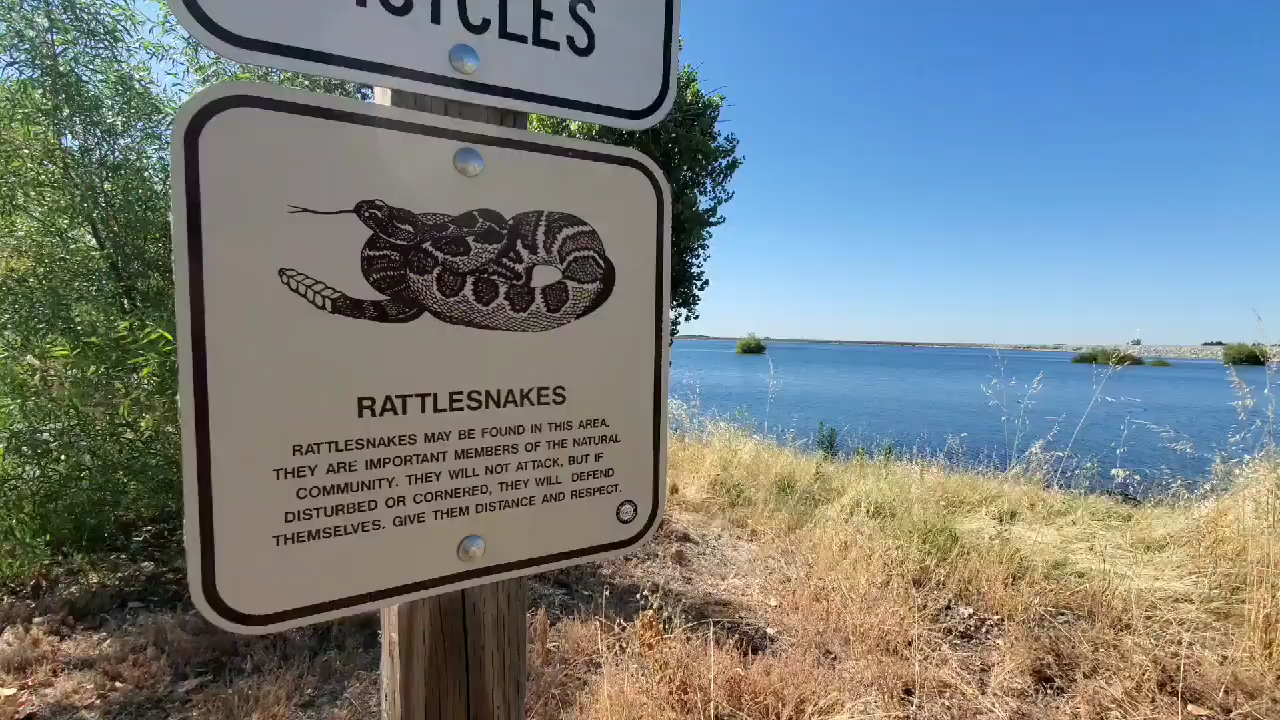 RATTLESNAKES
RATTLESNAKES MAY BE FOUND IN THIS AREA.
THEY ARE IMPORTANT MEMBERS OF THE NATURAL
COMMUNITY. THEY WILL NOT ATTACK, BUT IF
DISTURBED OR CORNERED, THEY WILL DEFEND
THEMSELVES. GIVE THEM DISTANCE AND RESPECT.